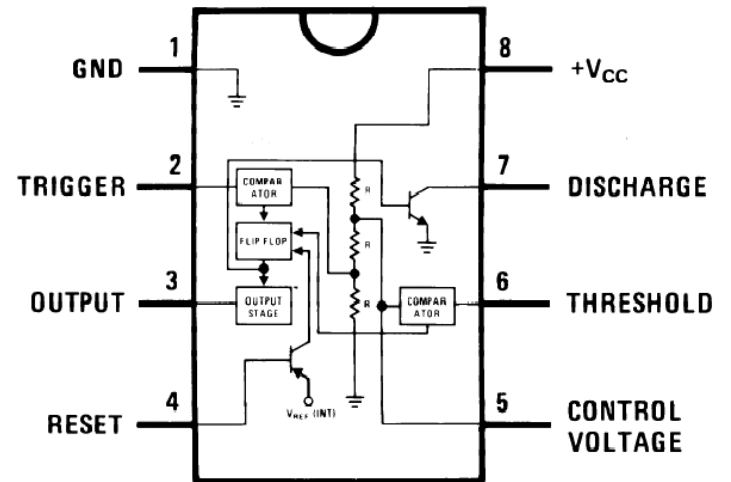 1
GND
8
+VCC
2
TRIGGER
7
DISCHARGE
COMPAR
ATOR
R
FLIP FLOP
R
3
OUTPUT
OUTPUT
STAGE
R
COMPAR
ATOR
6
THRESHOLD
4
RESET
VREF (INT)
5
CONTROL
VOLTAGE